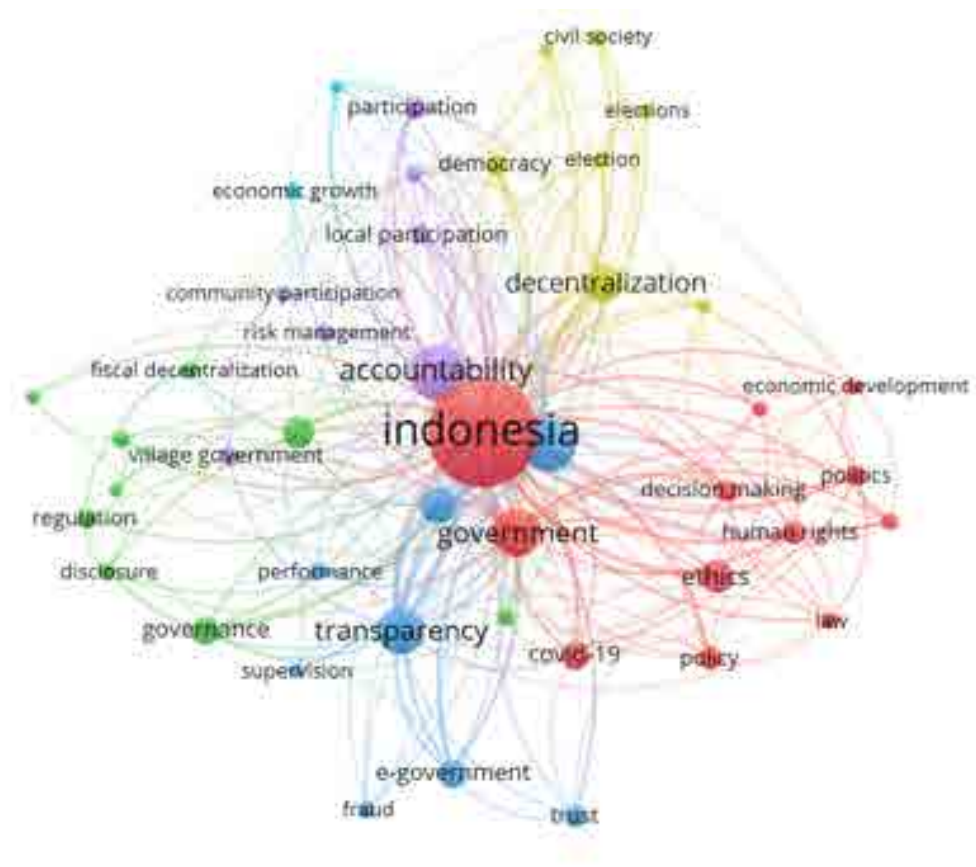 civil society
participation
elections
democracy
election
economic growth
local participation
decentralization
community participation
risk management
fiscal decentralization
accountability
economic development
indonesia
village government
politics
decision making
regulation
government
human rights
disclosure
performance
ethics
governance
transparency
law
covid-19
policy
supervision
e-government
fraud
trust